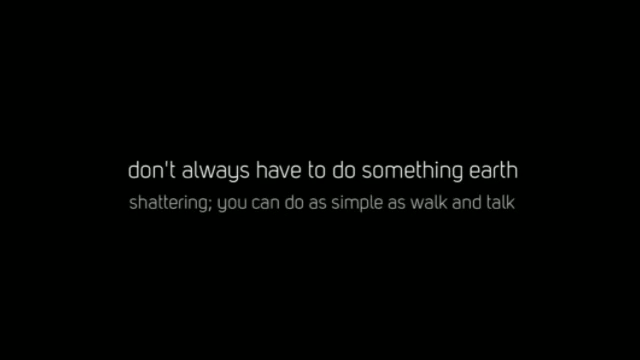 don't always have to do something earth
shattering; you can do as simple as walk and talk